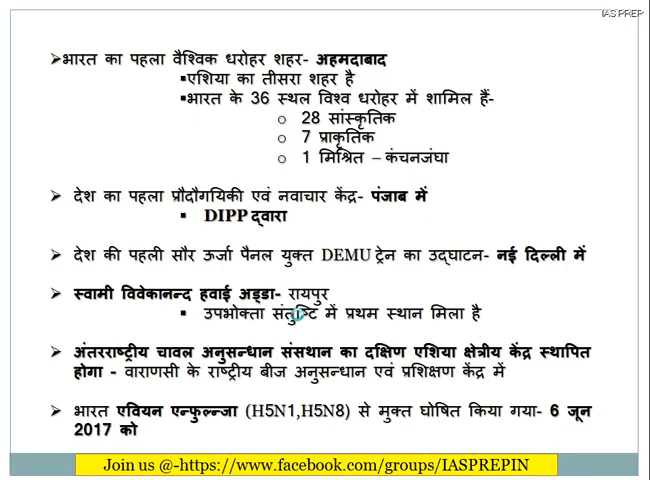 IAS PREP
➢भारत का पहला वैश्विक धरोहर शहर- अहमदाबाद
▪एशिया का तीसरा शहर है
▪भारत के 36 स्थल विश्व धरोहर में शामिल हैं-
○ 28 सांस्कृतिक
○ 7 प्राकृतिक
○ 1 मिश्रित – कंचनजंघा
➢ देश का पहला प्रौदौगयिकी एवं नवाचार केंद्र- पंजाब में
▪ DIPP द्वारा
➢ देश की पहली सौर ऊर्जा पैनल युक्त DEMU ट्रेन का उद्घाटन- नई दिल्ली में
➢ स्वामी विवेकानन्द हवाई अड्डा- रायपुर
▪ उपभोक्ता संतुष्टि में प्रथम स्थान मिला है
➢ अंतरराष्ट्रीय चावल अनुसन्धान संसथान का दक्षिण एशिया क्षेत्रीय केंद्र स्थापित
होगा - वाराणसी के राष्ट्रीय बीज अनुसन्धान एवं प्रशिक्षण केंद्र में
➢ भारत एवियन एन्फुल्न्जा (H5N1,H5N8) से मुक्त घोषित किया गया- 6 जून
2017 को
Join us @-https://www.facebook.com/groups/IASPREPIN